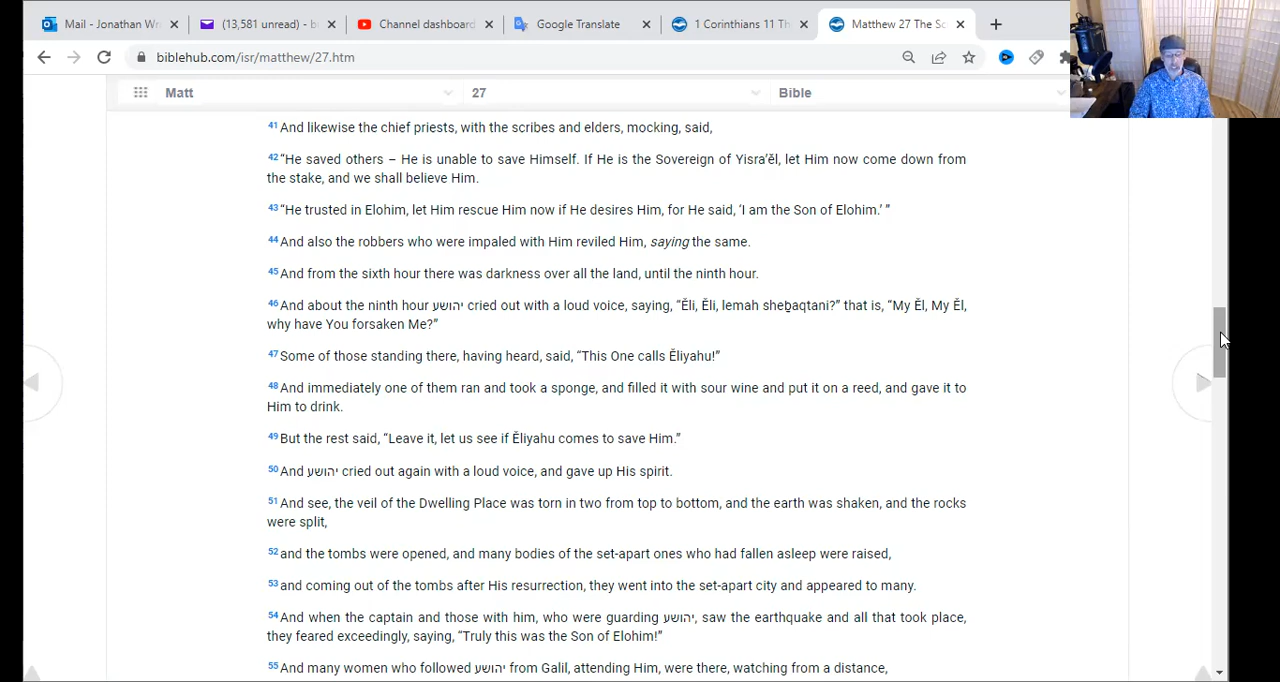 Mail - Jonathan Wr
(13,581 unread) - b
Channel dashboard
Google Translate
1 Corinthians 11 Th
Matthew 27 The Sc
biblehub.com/isr/matthew/27.htm
Matt
27
Bible
41 And likewise the chief priests, with the scribes and elders, mocking, said,
42 “He saved others – He is unable to save Himself. If He is the Sovereign of Yisra’ĕl, let Him now come down from
the stake, and we shall believe Him.
43 “He trusted in Elohim, let Him rescue Him now if He desires Him, for He said, ‘I am the Son of Elohim.’ ”
44 And also the robbers who were impaled with Him reviled Him, saying the same.
45 And from the sixth hour there was darkness over all the land, until the ninth hour.
46 And about the ninth hour יהושע cried out with a loud voice, saying, “Ĕli, Ĕli, lemah sheḇaqtani?” that is, “My Ĕl, My Ĕl,
why have You forsaken Me?”
47 Some of those standing there, having heard, said, “This One calls Ĕliyahu!”
48 And immediately one of them ran and took a sponge, and filled it with sour wine and put it on a reed, and gave it to
Him to drink.
49 But the rest said, “Leave it, let us see if Ĕliyahu comes to save Him.”
50 And יהושע cried out again with a loud voice, and gave up His spirit.
51 And see, the veil of the Dwelling Place was torn in two from top to bottom, and the earth was shaken, and the rocks
were split,
52 and the tombs were opened, and many bodies of the set-apart ones who had fallen asleep were raised,
53 and coming out of the tombs after His resurrection, they went into the set-apart city and appeared to many.
54 And when the captain and those with him, who were guarding יהושע, saw the earthquake and all that took place,
they feared exceedingly, saying, “Truly this was the Son of Elohim!”
55 And many women who followed יהושע from Galil, attending Him, were there, watching from a distance,